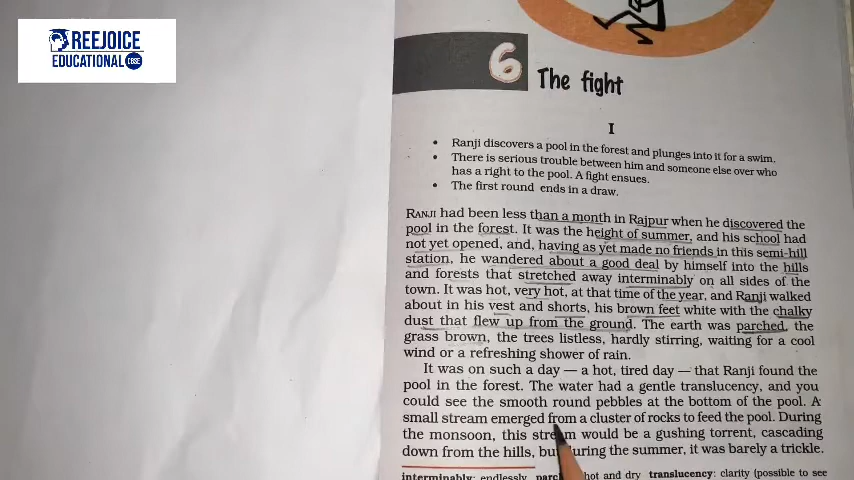 REEJOICE
EDUCATIONAL CBSE
6 The fight
I
• Ranji discovers a pool in the forest and plunges into it for a swim.
• There is serious trouble between him and someone else over who
has a right to the pool. A fight ensues.
• The first round ends in a draw.
RANJI had been less than a month in Rajpur when he discovered the
pool in the forest. It was the height of summer, and his school had
not yet opened, and, having as yet made no friends in this semi-hill
station, he wandered about a good deal by himself into the hills
and forests that stretched away interminably on all sides of the
town. It was hot, very hot, at that time of the year, and Ranji walked
about in his vest and shorts, his brown feet white with the chalky
dust that flew up from the ground. The earth was parched, the
grass brown, the trees listless, hardly stirring, waiting for a cool
wind or a refreshing shower of rain.
It was on such a day — a hot, tired day — that Ranji found the
pool in the forest. The water had a gentle translucency, and you
could see the smooth round pebbles at the bottom of the pool. A
small stream emerged from a cluster of rocks to feed the pool. During
the monsoon, this stream would be a gushing torrent, cascading
down from the hills, but during the summer, it was barely a trickle.
interminably: endlessly hot and dry translucency: clarity (possible to see